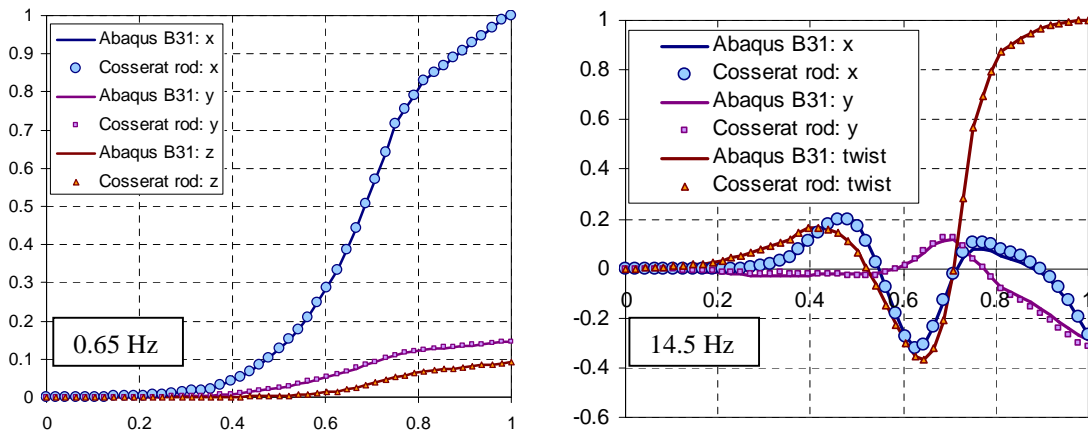 Abaqus B31: x
Cosserat rod: x
Abaqus B31: y
Cosserat rod: y
Abaqus B31: z
Cosserat rod: z
0.65 Hz
1
0.9
0.8
0.7
0.6
0.5
0.4
0.3
0.2
0.1
0
0 0.2 0.4 0.6 0.8 1
Abaqus B31: x
Cosserat rod: x
Abaqus B31: y
Cosserat rod: y
Abaqus B31: twist
Cosserat rod: twist
14.5 Hz
1
0.8
0.6
0.4
0.2
0
-0.2
-0.4
-0.6
0 0.2 0.4 0.6 0.8 1